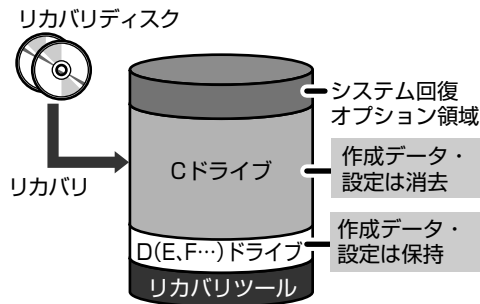 リカバリディスク
システム回復
オプション領域
Cドライブ
作成データ・
設定は消去
リカバリ
D(E、F…)ドライブ
作成データ・
設定は保持
リカバリツール